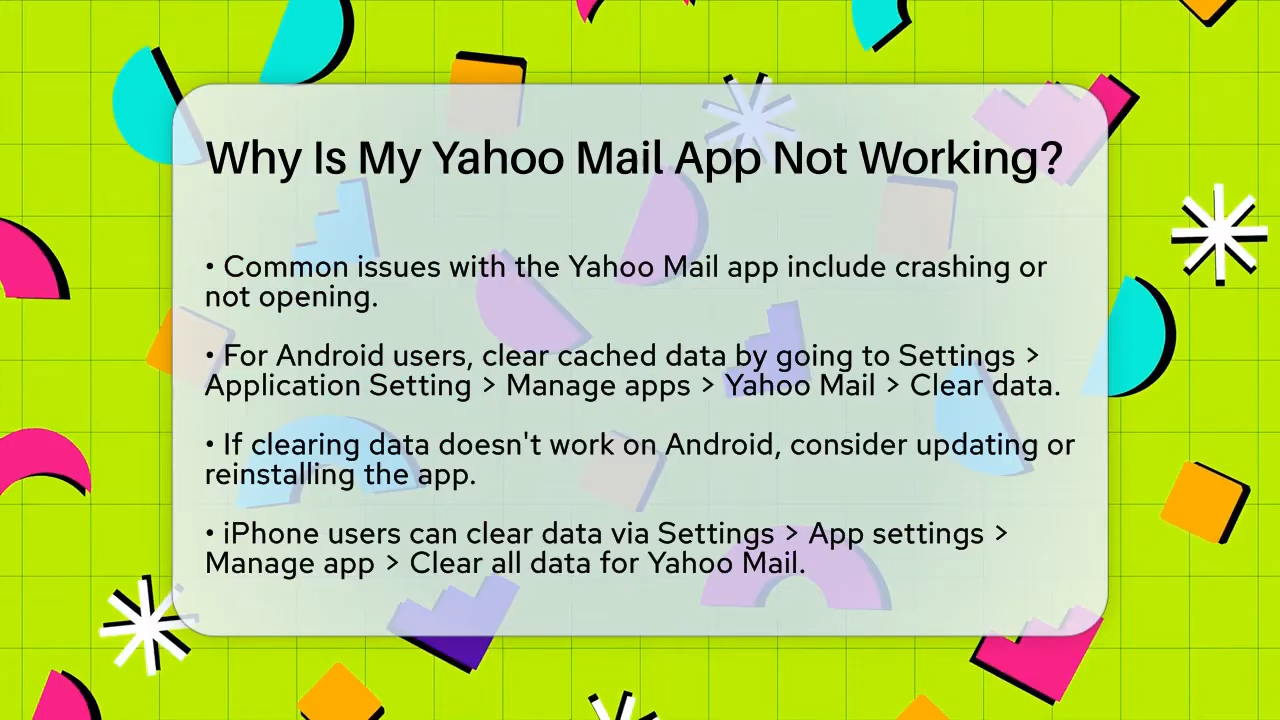 Why Is My Yahoo Mail App Not Working?
• Common issues with the Yahoo Mail app include crashing or
not opening.
• For Android users, clear cached data by going to Settings >
Application Setting > Manage apps > Yahoo Mail > Clear data.
• If clearing data doesn't work on Android, consider updating or
reinstalling the app.
• iPhone users can clear data via Settings > App settings >
Manage app > Clear all data for Yahoo Mail.